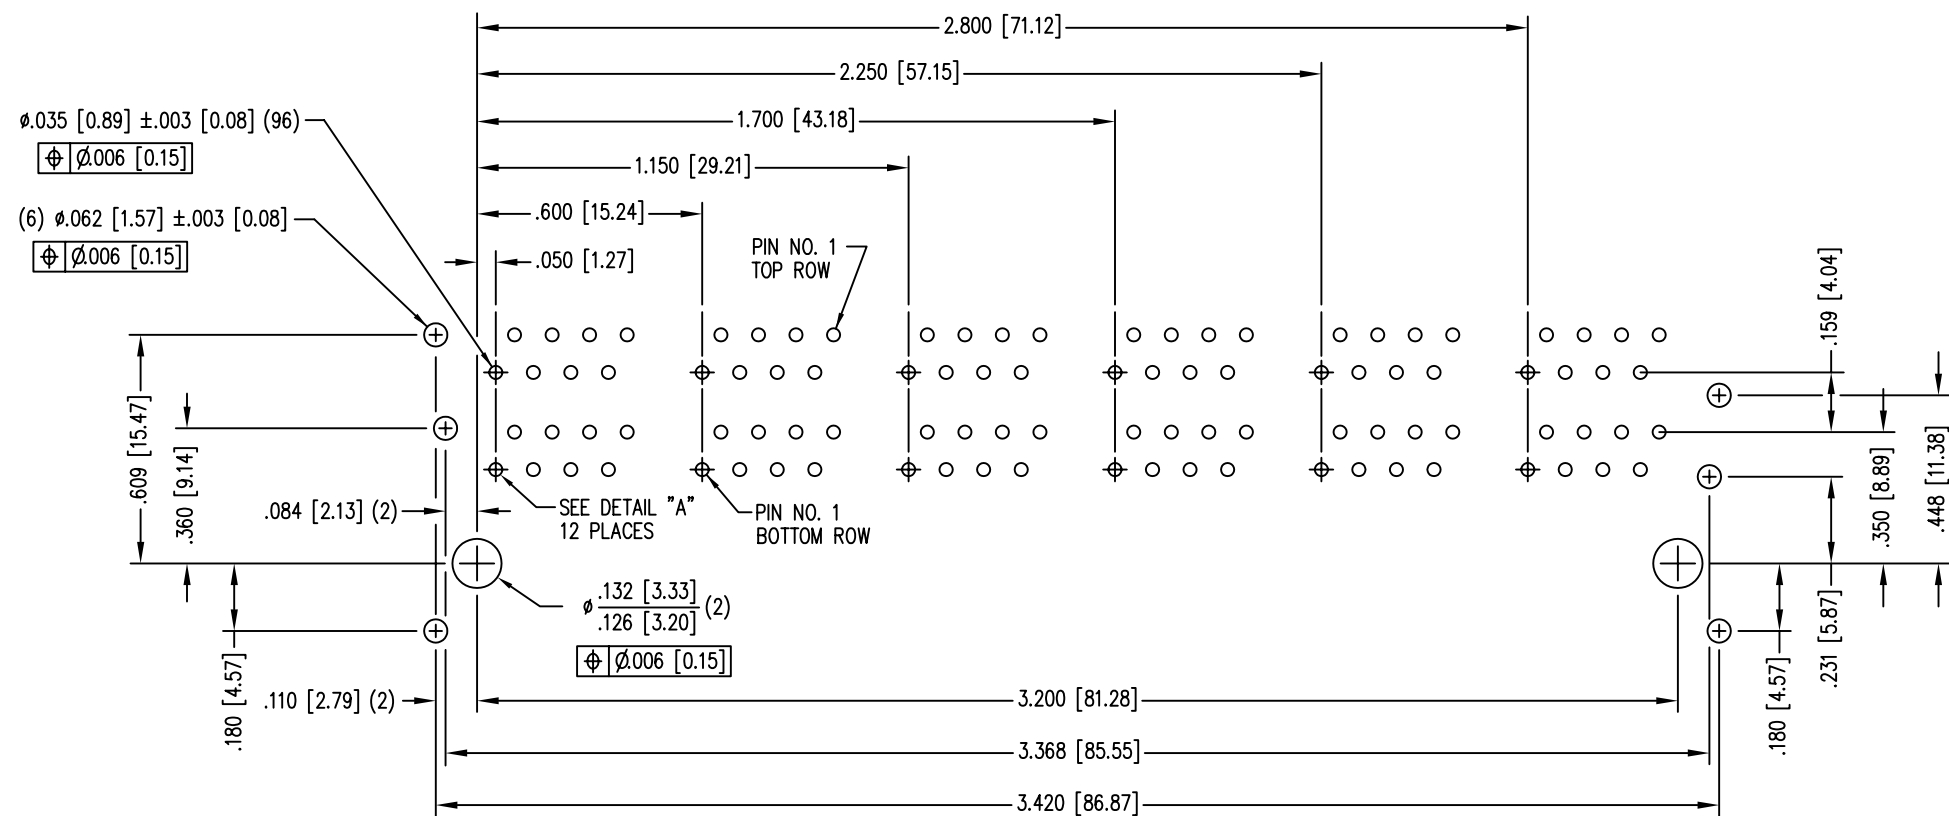 2.800 [71.12]
2.250 [57.15]
ø.035 [0.89] ±.003 [0.08] (96)
1.700 [43.18]
⌖ Ø.006 [0.15]
1.150 [29.21]
(6) ø.062 [1.57] ±.003 [0.08]
.600 [15.24]
⌖ Ø.006 [0.15]
.050 [1.27]
PIN NO. 1
TOP ROW
.159 [4.04]
.609 [15.47]
.360 [9.14]
.084 [2.13] (2)
SEE DETAIL "A"
12 PLACES
PIN NO. 1
BOTTOM ROW
.350 [8.89]
.448 [11.38]
ø .132 [3.33]
.126 [3.20] (2)
⌖ Ø.006 [0.15]
.231 [5.87]
.180 [4.57]
.110 [2.79] (2)
3.200 [81.28]
.180 [4.57]
3.368 [85.55]
3.420 [86.87]